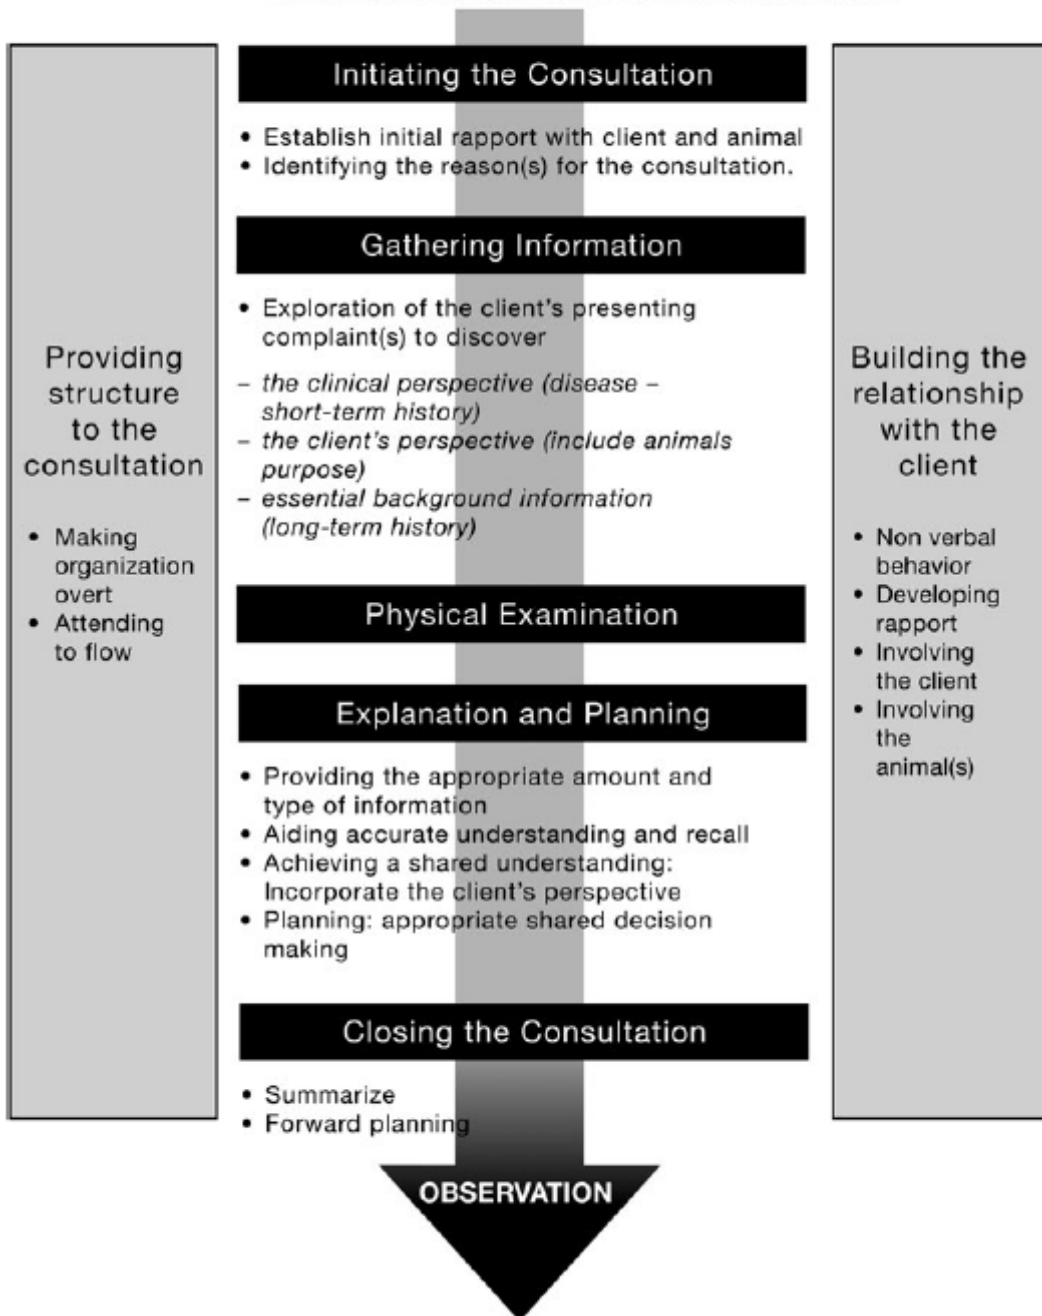 Initiating the Consultation
• Establish initial rapport with client and animal
• Identifying the reason(s) for the consultation.
Gathering Information
• Exploration of the client's presenting
complaint(s) to discover
– the clinical perspective (disease –
short-term history)
– the client's perspective (include animals
purpose)
– essential background information
(long-term history)
Physical Examination
Explanation and Planning
• Providing the appropriate amount and
type of information
• Aiding accurate understanding and recall
• Achieving a shared understanding:
Incorporate the client's perspective
• Planning: appropriate shared decision
making
Closing the Consultation
• Summarize
• Forward planning
OBSERVATION
Providing
structure
to the
consultation
• Making
organization
overt
• Attending
to flow
Building the
relationship
with the
client
• Non verbal
behavior
• Developing
rapport
• Involving
the client
• Involving
the
animal(s)